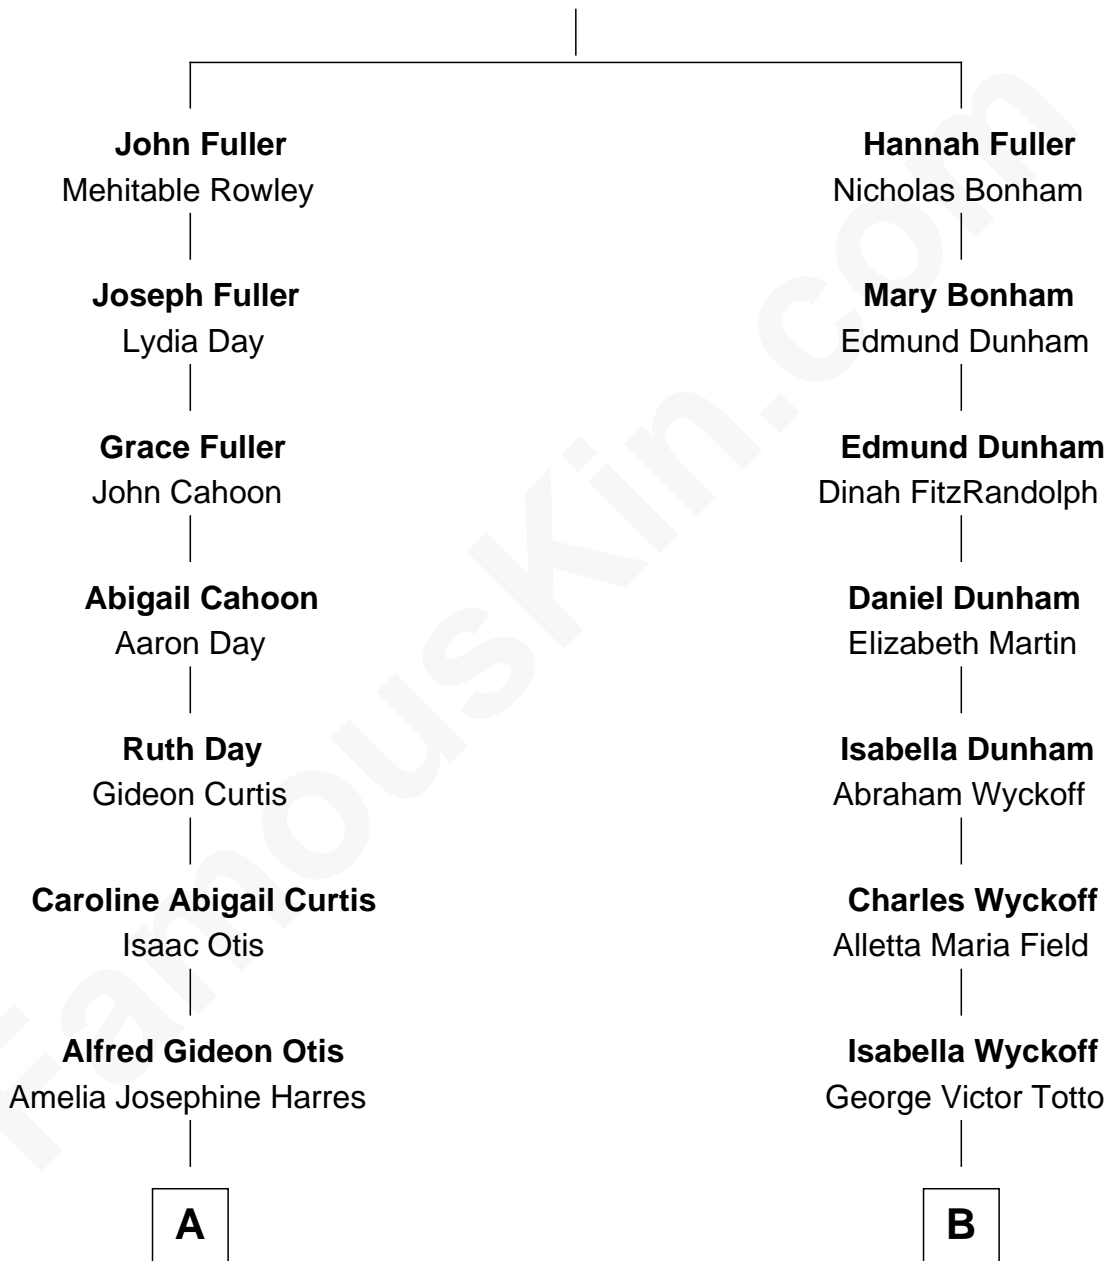 John Fuller
Mehitable Rowley
Joseph Fuller
Lydia Day
Grace Fuller
John Cahoon
Abigail Cahoon
Aaron Day
Ruth Day
Gideon Curtis
Caroline Abigail Curtis
Isaac Otis
Alfred Gideon Otis
Amelia Josephine Harres
A
Hannah Fuller
Nicholas Bonham
Mary Bonham
Edmund Dunham
Edmund Dunham
Dinah FitzRandolph
Daniel Dunham
Elizabeth Martin
Isabella Dunham
Abraham Wyckoff
Charles Wyckoff
Alletta Maria Field
Isabella Wyckoff
George Victor Totto
B
FamousKin.com